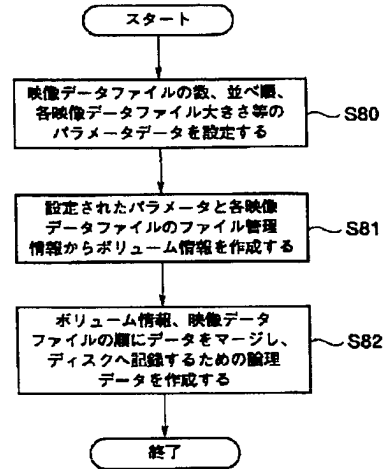 スタート
映像データファイルの数、並べ順、
各映像データファイル大きさ等の
パラメータデータを設定する
S80
設定されたパラメータと各映像
データファイルのファイル管理
情報からボリューム情報を作成する
S81
ボリューム情報、映像データ
ファイルの順にデータをマージし、
ディスクへ記録するための論理
データを作成する
S82
終了